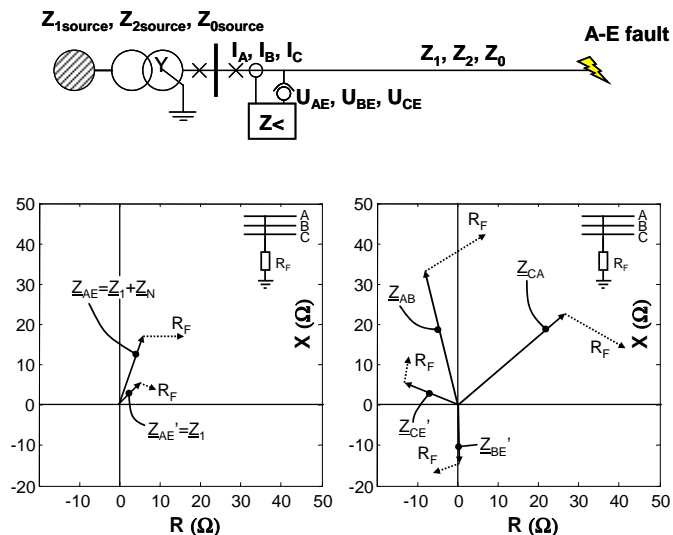 Z1source, Z2source, Z0source
A-E fault
IA, IB, IC
Z1, Z2, Z0
Y
UAE, UBE, UCE
Z<
50
40
30
20
10
0
-10
-20
A
B
C
RF
ZAE=Z1+ZN
RF
RF
ZAE'=Z1
X (Ω)
0
10
20
30
40
50
R (Ω)
50
40
30
20
10
0
-10
-20
A
B
C
RF
RF
ZCA
ZAB
RF
RF
ZCE'
ZBE'
RF
X (Ω)
0
10
20
30
40
50
R (Ω)